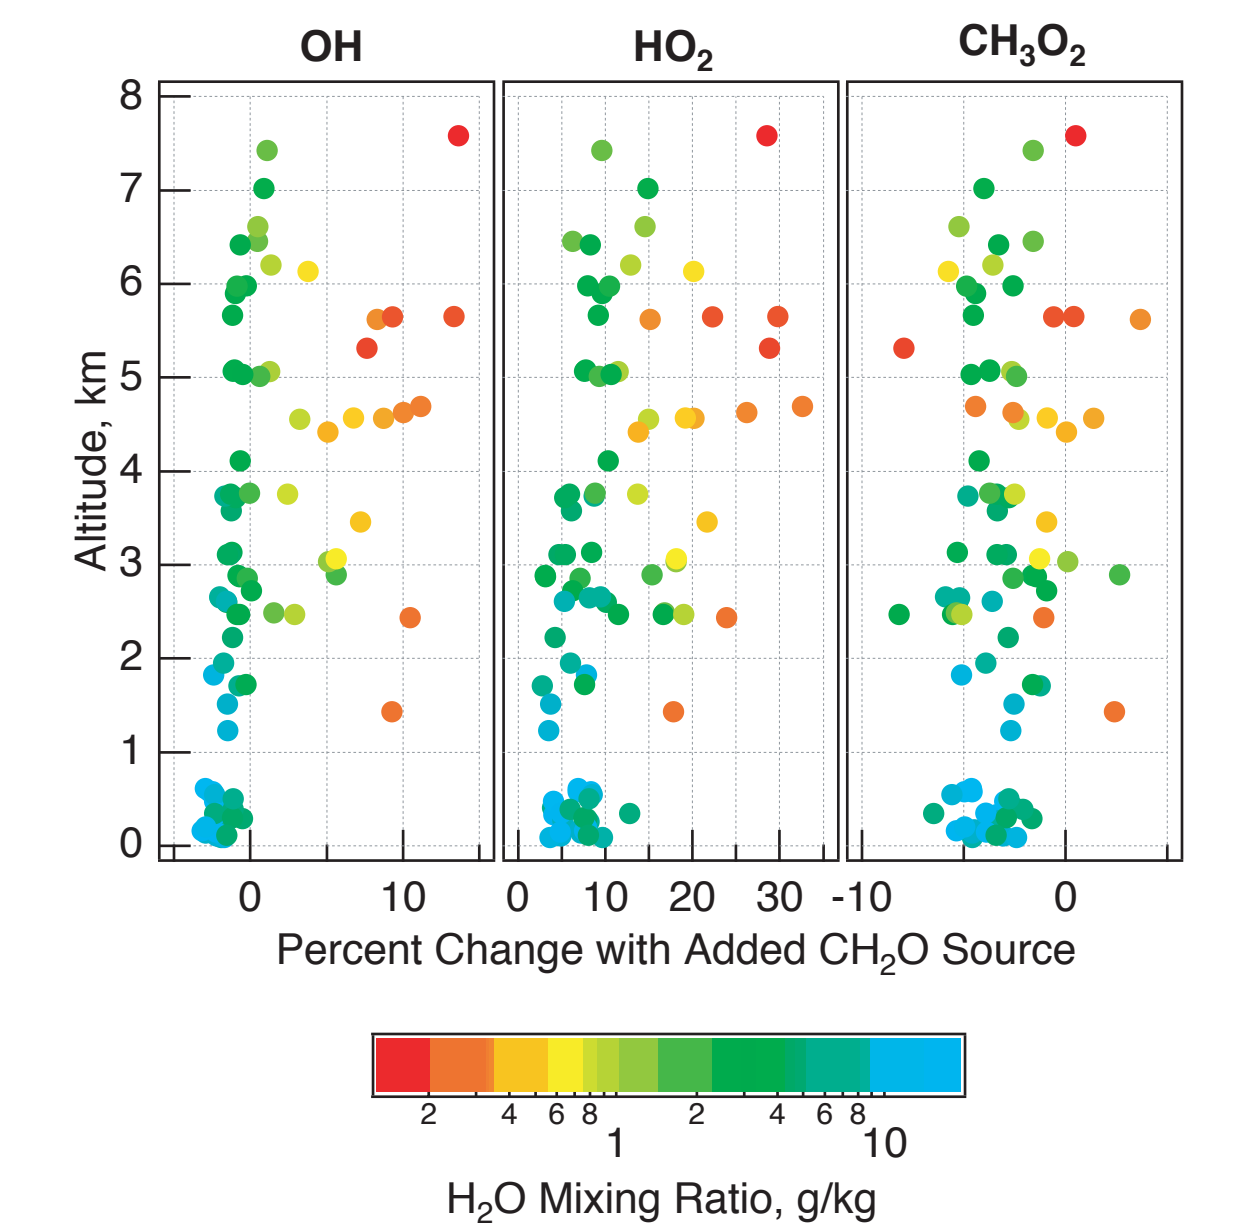 OH HO2 CH3O2
8
7
6
5
4
3
2
1
0
Altitude, km
0 10 0 10 20 30 -10 0
Percent Change with Added CH2O Source
2 4 6 8 2 4 6 8
1 10
H2O Mixing Ratio, g/kg